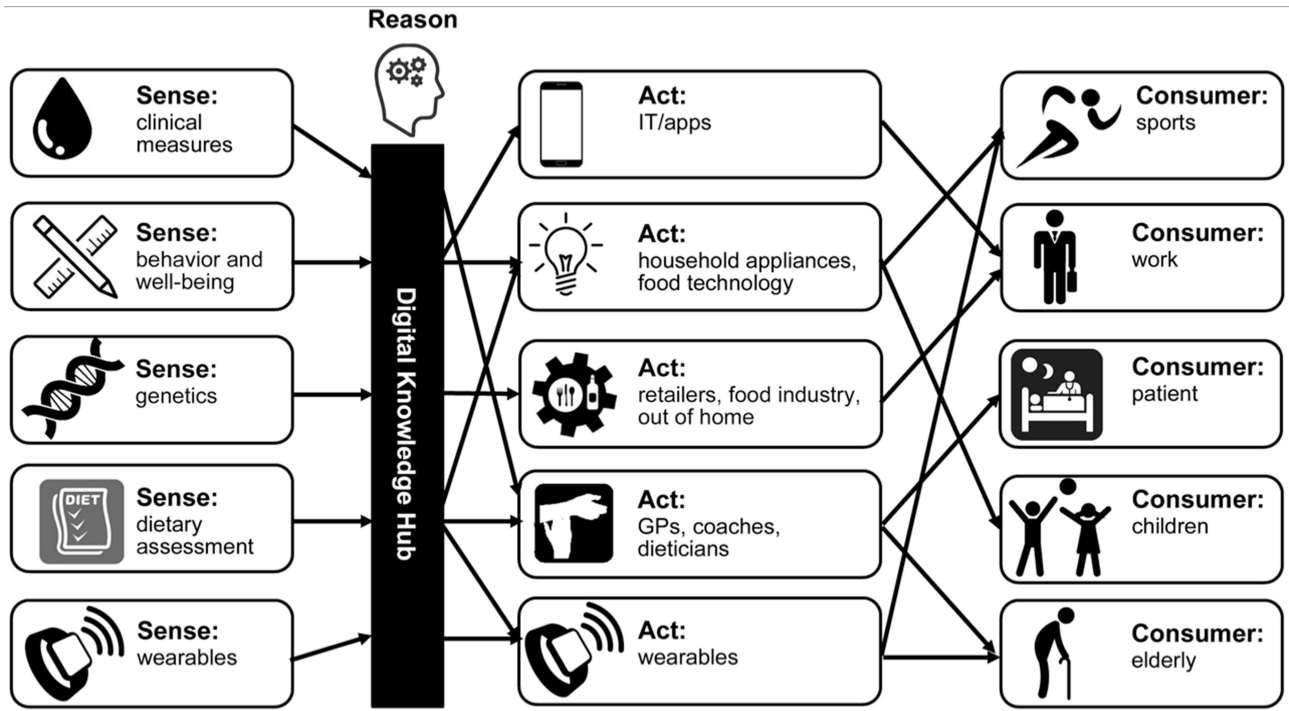 Reason
Sense:
clinical
measures
Sense:
behavior and
well-being
Sense:
genetics
DIET
Sense:
dietary
assessment
Sense:
wearables
Digital Knowledge Hub
Act:
IT/apps
Act:
household appliances,
food technology
Act:
retailers, food industry,
out of home
Act:
GPs, coaches,
dieticians
Act:
wearables
Consumer:
sports
Consumer:
work
Consumer:
patient
Consumer:
children
Consumer:
elderly